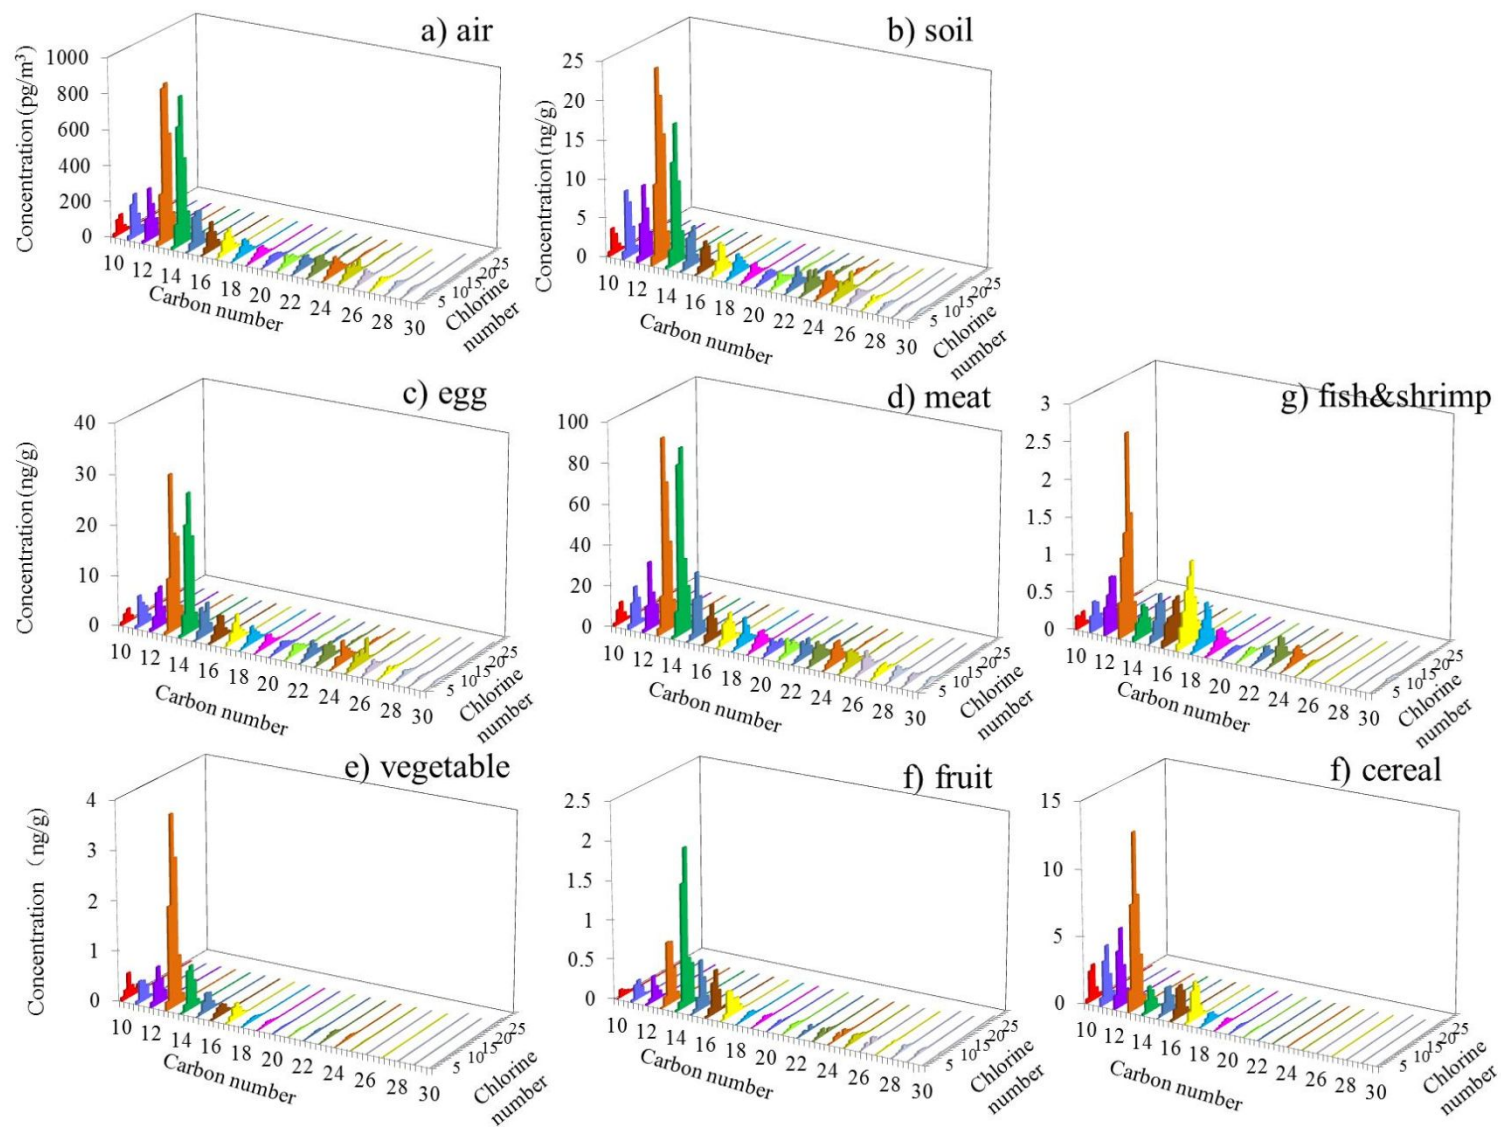 a) air
Concentration(pg/m³)
1000
800
600
400
200
0
10 12 14 16 18 20 22 24 26 28 30
Carbon number
5 10 15 20 25
Chlorine
number
b) soil
Concentration(ng/g)
25
20
15
10
5
0
10 12 14 16 18 20 22 24 26 28 30
Carbon number
5 10 15 20 25
Chlorine
number
c) egg
Concentration(ng/g)
40
30
20
10
0
10 12 14 16 18 20 22 24 26 28 30
Carbon number
5 10 15 20 25
Chlorine
number
d) meat
100
80
60
40
20
0
10 12 14 16 18 20 22 24 26 28 30
Carbon number
5 10 15 20 25
Chlorine
number
g) fish&shrimp
3
2.5
2
1.5
1
0.5
0
10 12 14 16 18 20 22 24 26 28 30
Carbon number
5 10 15 20 25
Chlorine
number
e) vegetable
Concentration （ng/g）
4
3
2
1
0
10 12 14 16 18 20 22 24 26 28 30
Carbon number
5 10 15 20 25
Chlorine
number
f) fruit
2.5
2
1.5
1
0.5
0
10 12 14 16 18 20 22 24 26 28 30
Carbon number
5 10 15 20 25
Chlorine
number
f) cereal
15
10
5
0
10 12 14 16 18 20 22 24 26 28 30
Carbon number
5 10 15 20 25
Chlorine
number